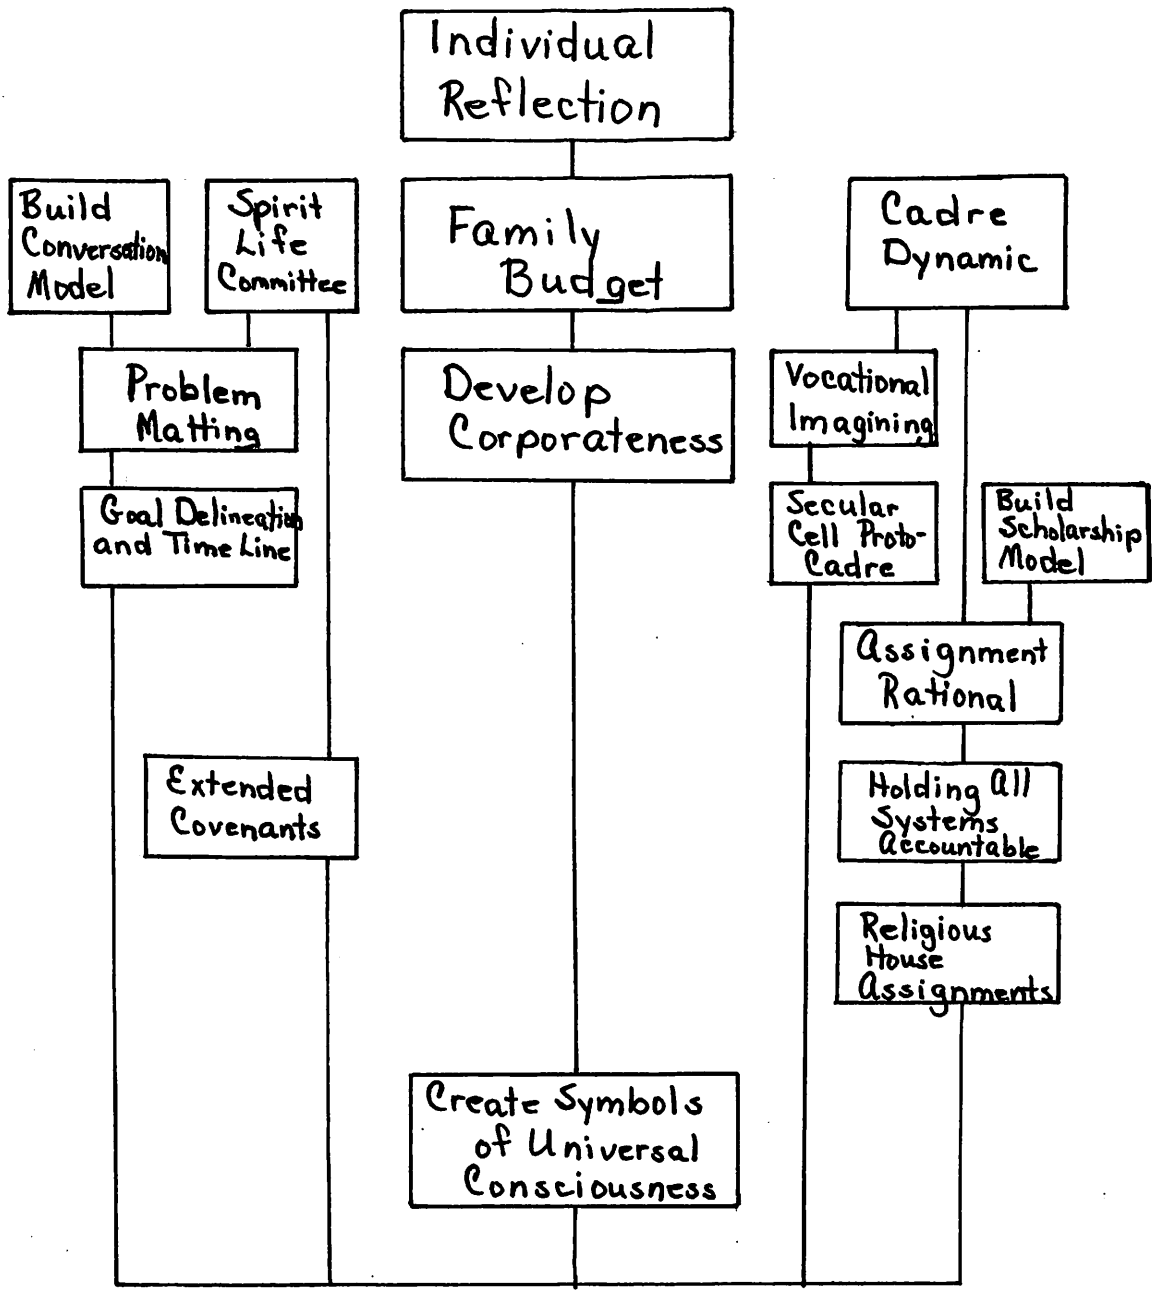 Individual
Reflection
Build
Conversation
Model
Spirit
Life
Committee
Family
Budget
Cadre
Dynamic
Problem
Matting
Develop
Corporateness
Vocational
Imagining
Goal Delineation
and Time Line
Secular
Cell Proto-
Cadre
Build
Scholarship
Model
Assignment
Rational
Extended
Covenants
Holding All
Systems
Accountable
Religious
House
Assignments
Create Symbols
of Universal
Consciousness